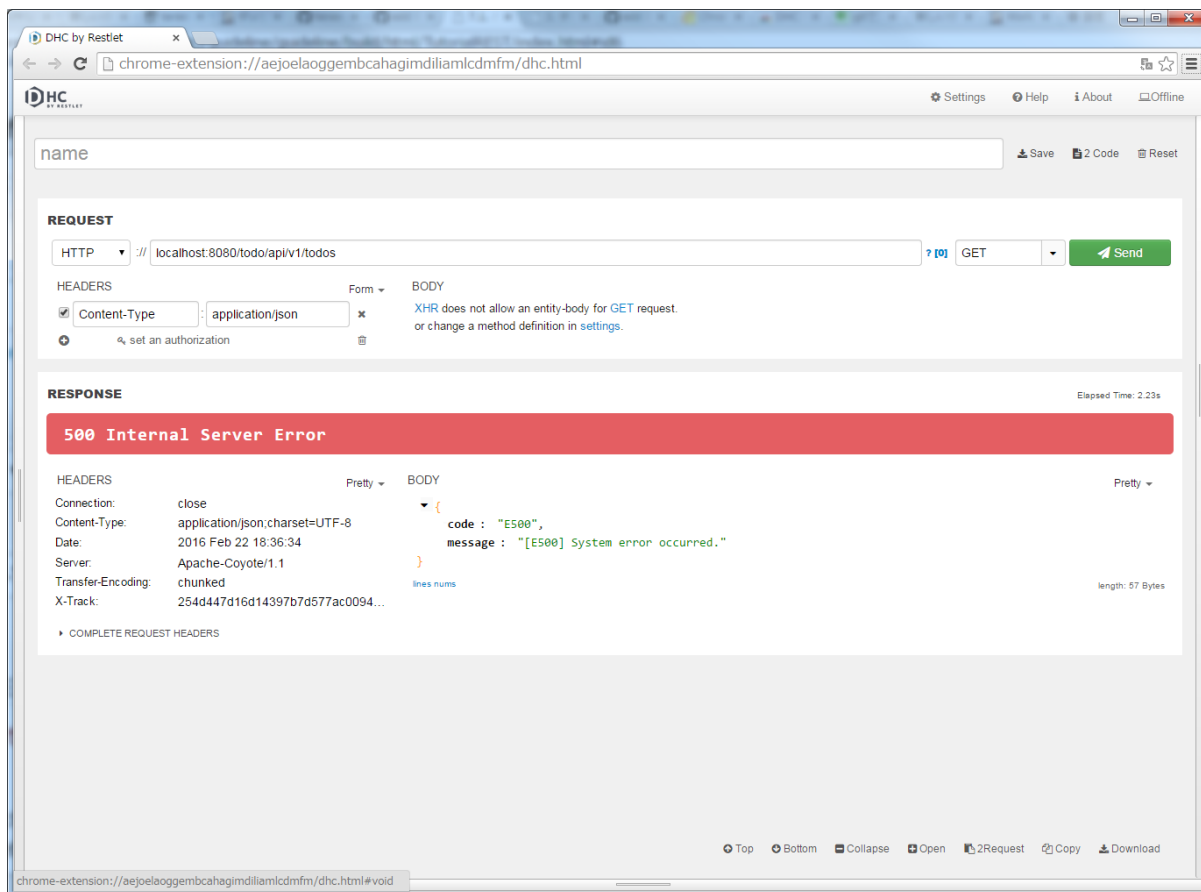 DHC by Restlet
chrome-extension://aejoelaoggembcahagimdiliamlcdmfm/dhc.html
DHC
BY RESTLET
Settings Help About Offline
name
Save 2 Code Reset
REQUEST
HTTP :// localhost:8080/todo/api/v1/todos ? [0] GET Send
HEADERS Form BODY
Content-Type : application/json
XHR does not allow an entity-body for GET request.
or change a method definition in settings.
set an authorization
RESPONSE
Elapsed Time: 2.23s
500 Internal Server Error
HEADERS Pretty BODY Pretty
Connection: close
Content-Type: application/json;charset=UTF-8
Date: 2016 Feb 22 18:36:34
Server: Apache-Coyote/1.1
Transfer-Encoding: chunked
X-Track: 254d447d16d14397b7d577ac0094...
{
code : "E500",
message : "[E500] System error occurred."
}
lines nums
length: 57 Bytes
COMPLETE REQUEST HEADERS
Top Bottom Collapse Open 2Request Copy Download
chrome-extension://aejoelaoggembcahagimdiliamlcdmfm/dhc.html#void